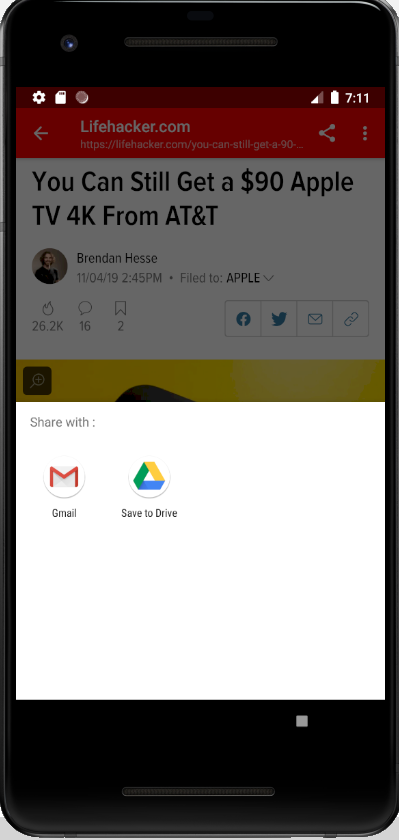 7:11
Lifehacker.com
https://lifehacker.com/you-can-still-get-a-90-...
You Can Still Get a $90 Apple
TV 4K From AT&T
Brendan Hesse
11/04/19 2:45PM • Filed to: APPLE
26.2K 16 2
Share with :
Gmail Save to Drive